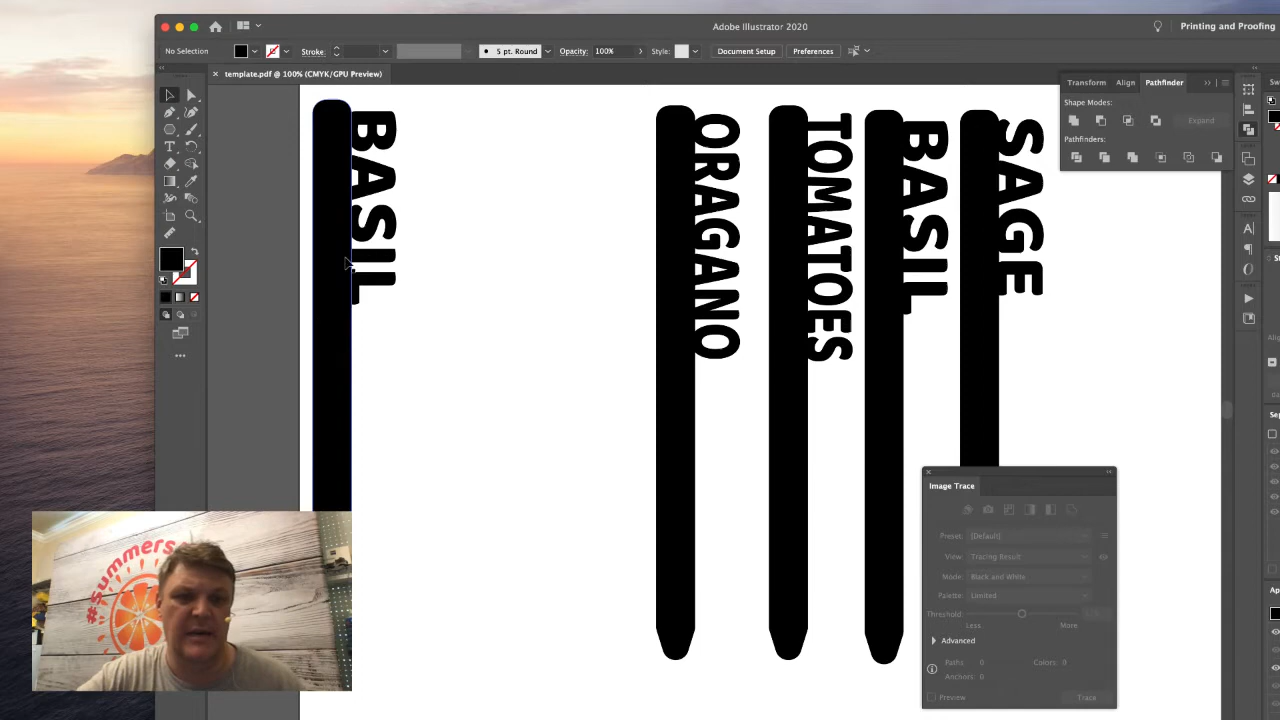 Adobe Illustrator 2020
Printing and Proofing
No Selection
Stroke:
5 pt. Round
Opacity: 100%
Style:
Document Setup
Preferences
template.pdf @ 100% (CMYK/GPU Preview)
Transform
Align
Pathfinder
Shape Modes:
Expand
Pathfinders:
BASIL
ORAGANO
TOMATOES
BASIL
SAGE
Image Trace
Preset: [Default]
View: Tracing Result
Mode: Black and White
Palette: Limited
Threshold:
Less
More
Advanced
Paths 0
Colors: 0
Anchors: 0
Preview
Trace